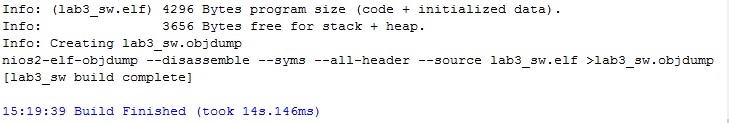 Info: (lab3_sw.elf) 4296 Bytes program size (code + initialized data).
Info:               3656 Bytes free for stack + heap.
Info: Creating lab3_sw.objdump
nios2-elf-objdump --disassemble --syms --all-header --source lab3_sw.elf >lab3_sw.objdump
[lab3_sw build complete]
15:19:39 Build Finished (took 14s.146ms)